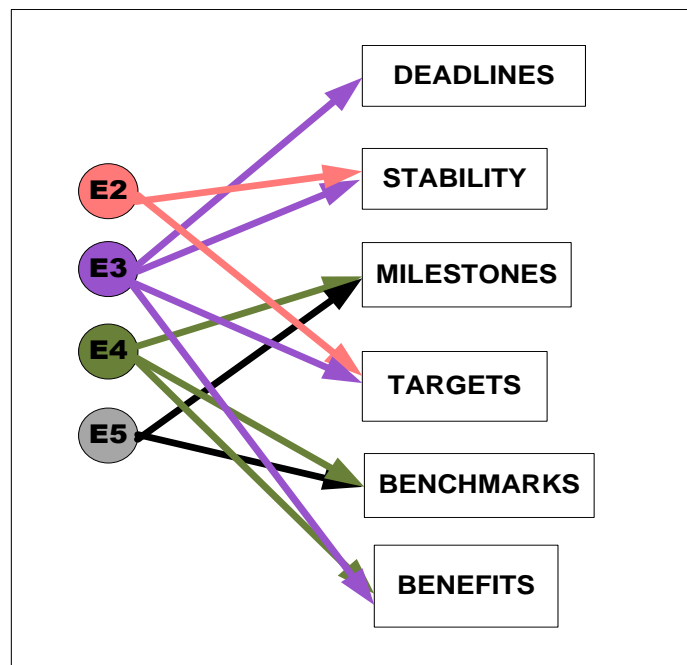 DEADLINES
E2
STABILITY
E3
MILESTONES
E4
TARGETS
E5
BENCHMARKS
BENEFITS